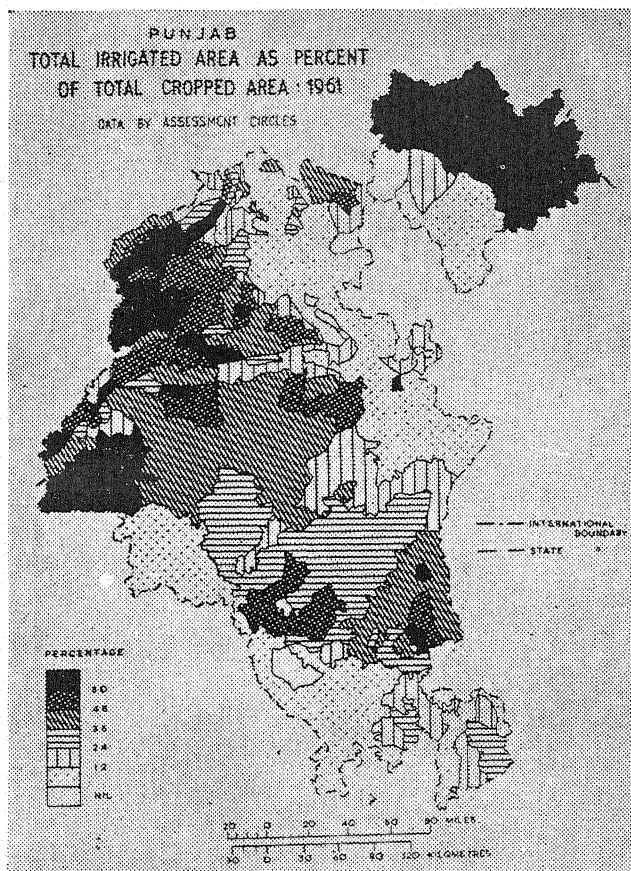 PUNJAB
TOTAL IRRIGATED AREA AS PERCENT
OF TOTAL CROPPED AREA : 1961
DATA BY ASSESSMENT CIRCLES
INTERNATIONAL
BOUNDARY
STATE "
PERCENTAGE
60
48
36
24
12
NIL
20 0 20 40 60 80 MILES
30 0 30 60 90 120 KILOMETRES